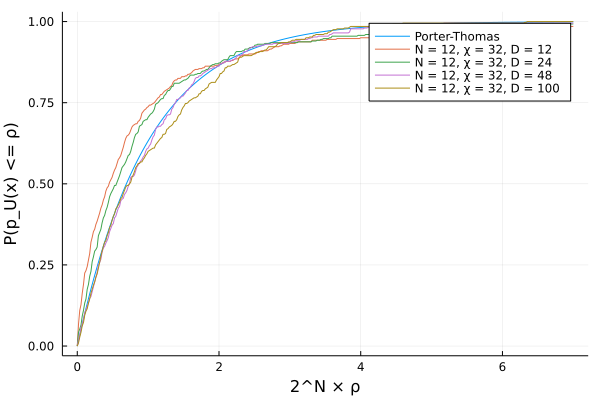 1.00
0.75
0.50
0.25
0.00
P(p_U(x) <= ρ)
Porter-Thomas
N = 12, χ = 32, D = 12
N = 12, χ = 32, D = 24
N = 12, χ = 32, D = 48
N = 12, χ = 32, D = 100
0 2 4 6
2^N × ρ